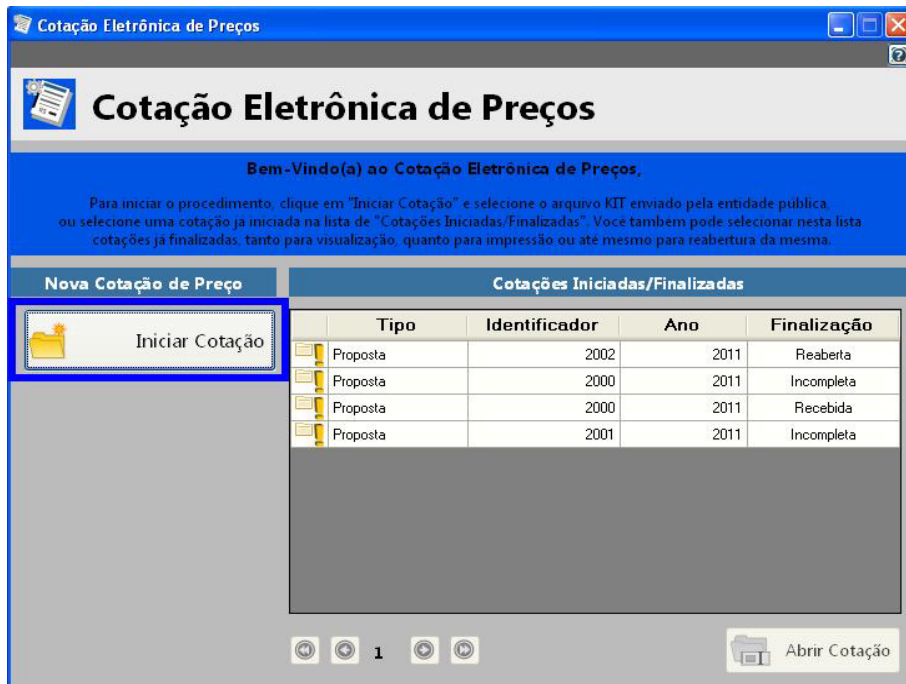 Cotação Eletrônica de Preços
Cotação Eletrônica de Preços
Bem-Vindo(a) ao Cotação Eletrônica de Preços,
Para iniciar o procedimento, clique em "Iniciar Cotação" e selecione o arquivo KIT enviado pela entidade pública,
ou selecione uma cotação já iniciada na lista de "Cotações Iniciadas/Finalizadas". Você também pode selecionar nesta lista
cotações já finalizadas, tanto para visualização, quanto para impressão ou até mesmo para reabertura da mesma.
Nova Cotação de Preço
Cotações Iniciadas/Finalizadas
Iniciar Cotação
Tipo Identificador Ano Finalização
Proposta 2002 2011 Reaberta
Proposta 2000 2011 Incompleta
Proposta 2000 2011 Recebida
Proposta 2001 2011 Incompleta
1
Abrir Cotação